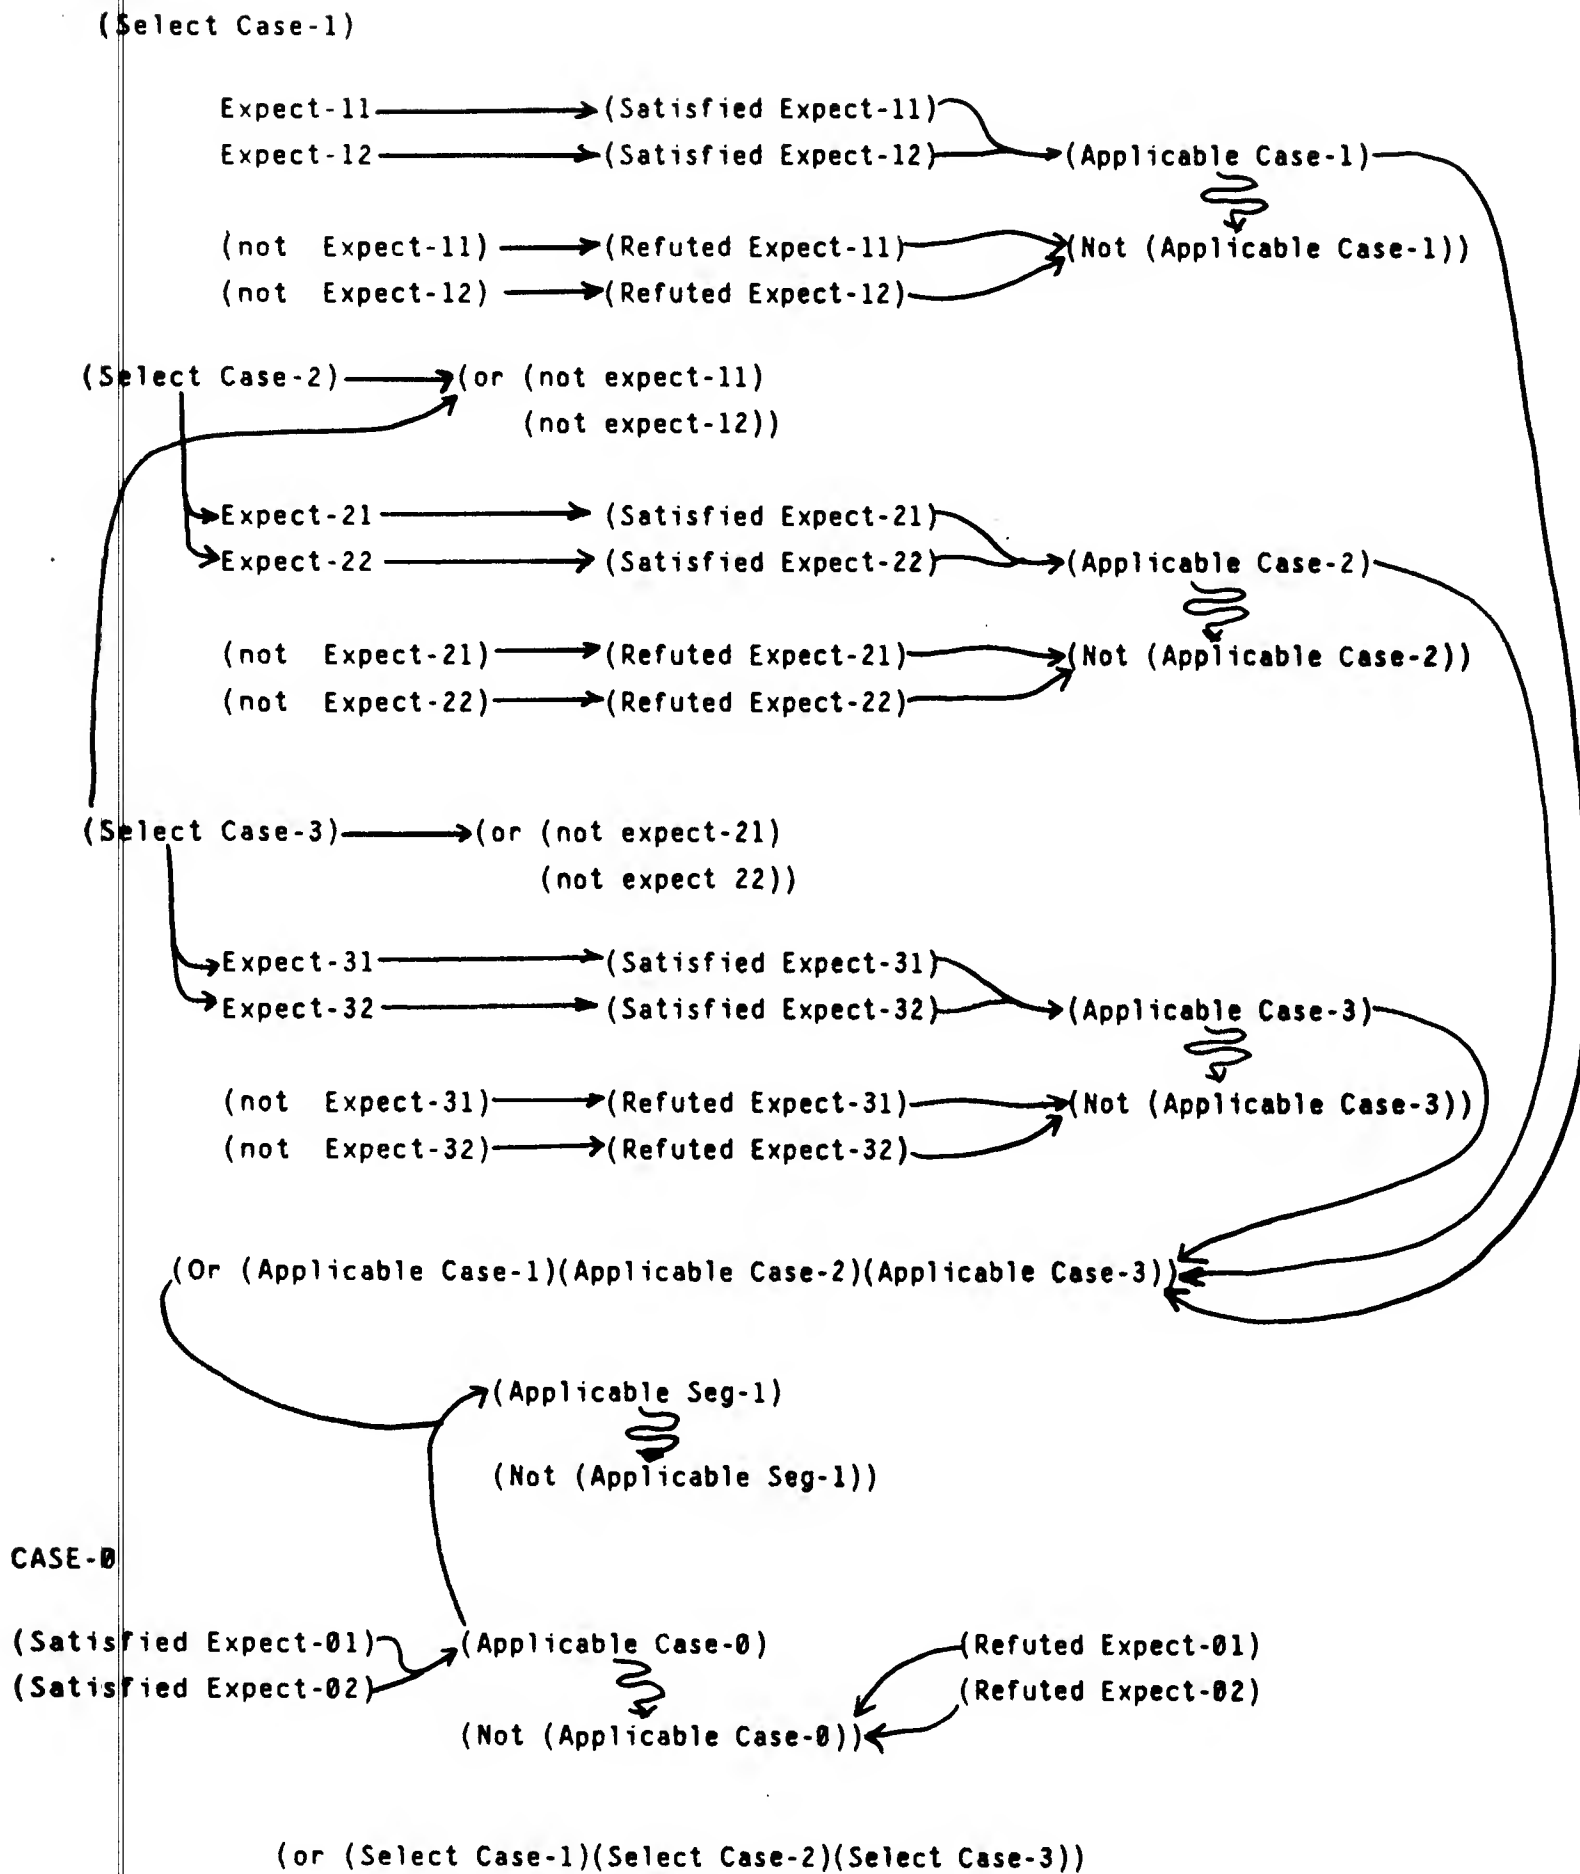 (Select Case-1)
Expect-11 (Satisfied Expect-11)
Expect-12 (Satisfied Expect-12) (Applicable Case-1)
(not Expect-11) (Refuted Expect-11) (Not (Applicable Case-1))
(not Expect-12) (Refuted Expect-12)
(Select Case-2) (or (not expect-11)
(not expect-12))
Expect-21 (Satisfied Expect-21)
Expect-22 (Satisfied Expect-22) (Applicable Case-2)
(not Expect-21) (Refuted Expect-21) (Not (Applicable Case-2))
(not Expect-22) (Refuted Expect-22)
(Select Case-3) (or (not expect-21)
(not expect 22))
Expect-31 (Satisfied Expect-31)
Expect-32 (Satisfied Expect-32) (Applicable Case-3)
(not Expect-31) (Refuted Expect-31) (Not (Applicable Case-3))
(not Expect-32) (Refuted Expect-32)
(Or (Applicable Case-1)(Applicable Case-2)(Applicable Case-3))
(Applicable Seg-1)
(Not (Applicable Seg-1))
CASE-0
(Satisfied Expect-01) (Applicable Case-0) (Refuted Expect-01)
(Satisfied Expect-02) (Refuted Expect-02)
(Not (Applicable Case-0))
(or (Select Case-1)(Select Case-2)(Select Case-3))